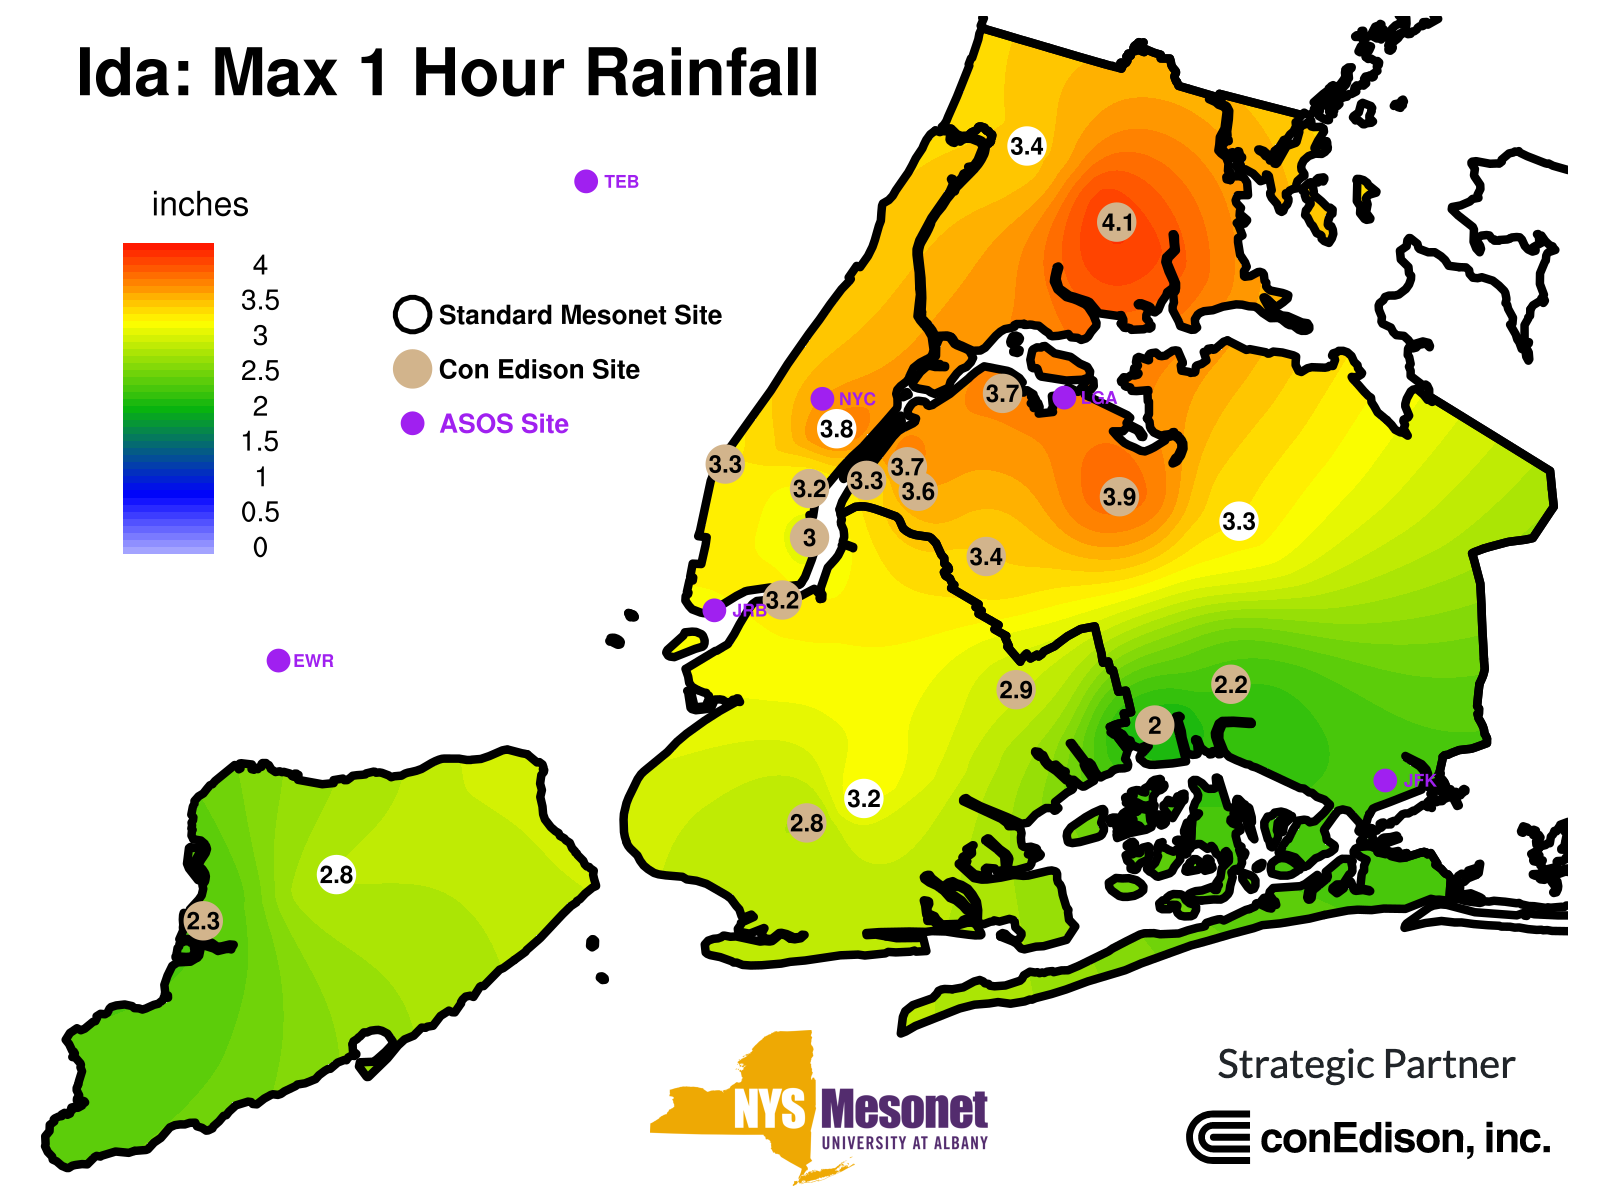 Ida: Max 1 Hour Rainfall
inches
4
3.5
3
2.5
2
1.5
1
0.5
0
Standard Mesonet Site
Con Edison Site
ASOS Site
TEB
3.4
4.1
3.7
LGA
NYC
3.8
3.3
3.2
3.3
3.7
3.6
3.9
3.3
3
3.4
JRB
3.2
EWR
2.9
2.2
2
JFK
3.2
2.8
2.8
2.3
NYS Mesonet
UNIVERSITY AT ALBANY
Strategic Partner
conEdison, inc.